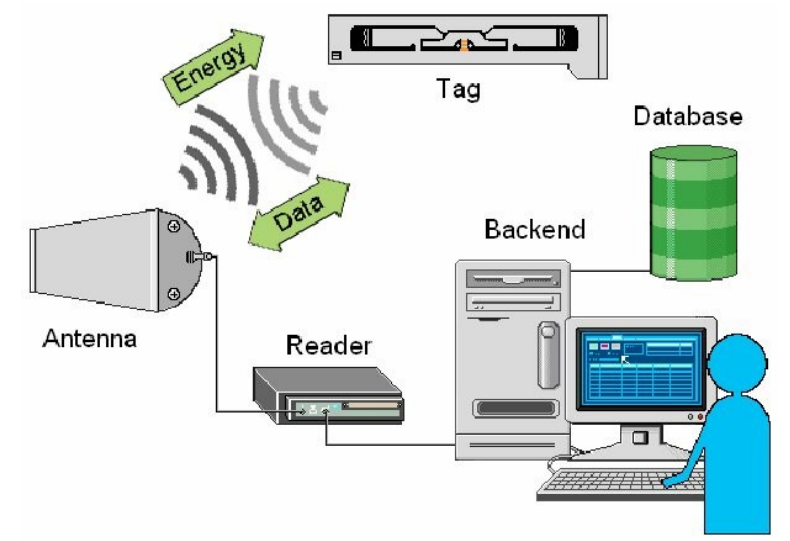 Energy
Tag
Database
Data
Backend
Antenna
Reader